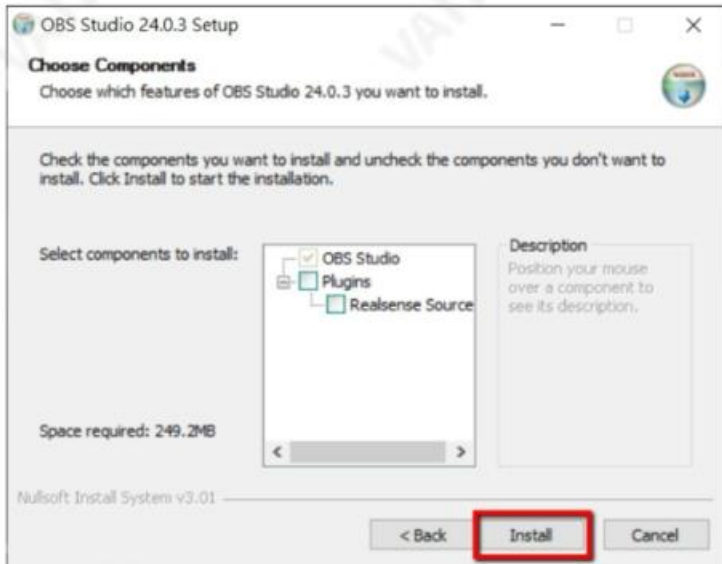 OBS Studio 24.0.3 Setup
Choose Components
Choose which features of OBS Studio 24.0.3 you want to install.
Check the components you want to install and uncheck the components you don't want to
install. Click Install to start the installation.
Select components to install:
OBS Studio
Plugins
Realsense Source
Description
Position your mouse
over a component to
see its description.
Space required: 249.2MB
Nullsoft Install System v3.01
< Back
Install
Cancel